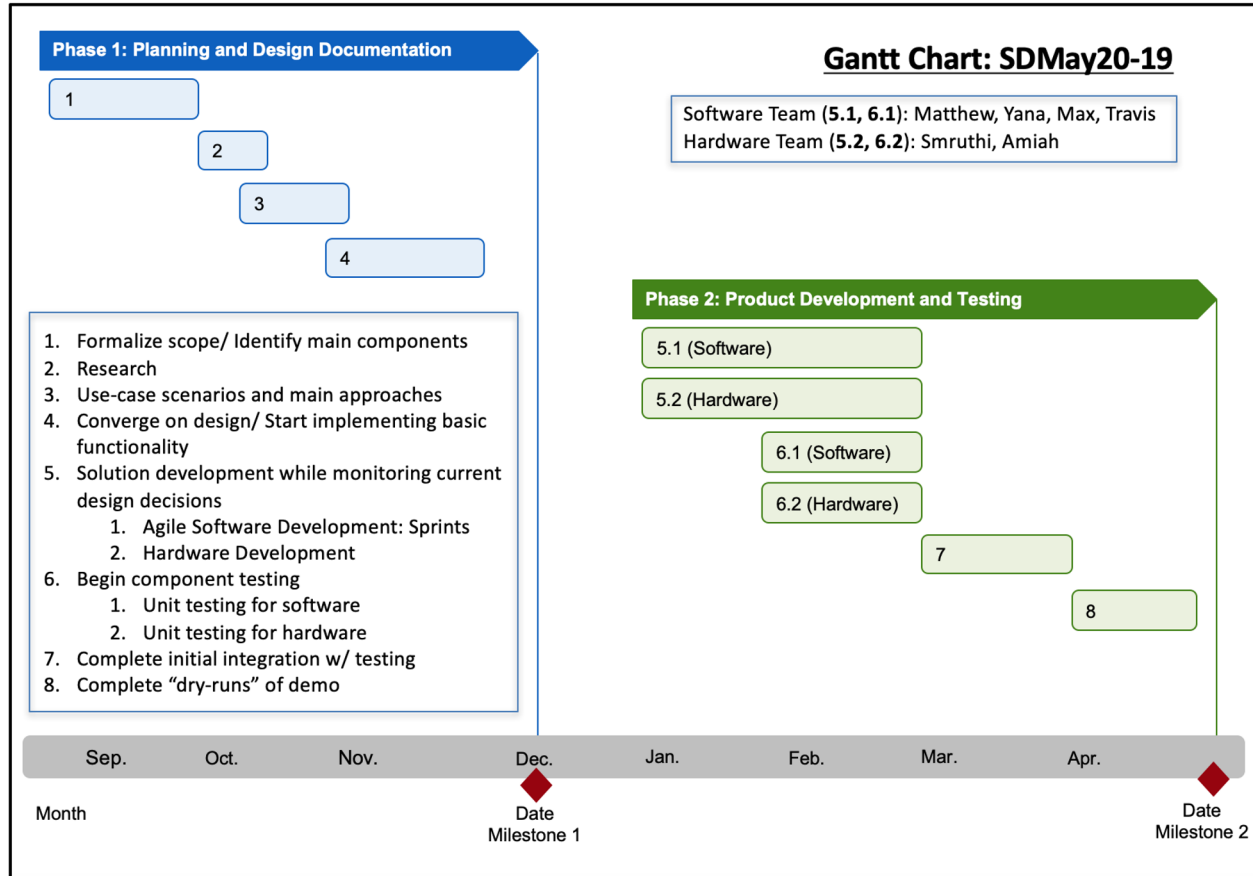 Phase 1: Planning and Design Documentation
Gantt Chart: SDMay20-19
1
Software Team (5.1, 6.1): Matthew, Yana, Max, Travis
Hardware Team (5.2, 6.2): Smruthi, Amiah
2
3
4
Phase 2: Product Development and Testing
5.1 (Software)
5.2 (Hardware)
6.1 (Software)
6.2 (Hardware)
7
8
1. Formalize scope/ Identify main components
2. Research
3. Use-case scenarios and main approaches
4. Converge on design/ Start implementing basic
functionality
5. Solution development while monitoring current
design decisions
1. Agile Software Development: Sprints
2. Hardware Development
6. Begin component testing
1. Unit testing for software
2. Unit testing for hardware
7. Complete initial integration w/ testing
8. Complete “dry-runs” of demo
Sep. Oct. Nov. Dec. Jan. Feb. Mar. Apr.
Month
Date
Milestone 1
Date
Milestone 2